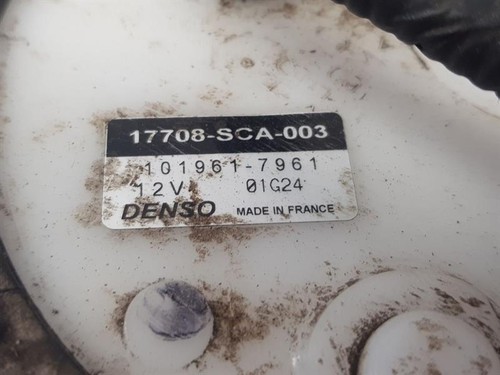 17708-SCA-003
101961-7961
12V 01G24
DENSO MADE IN FRANCE